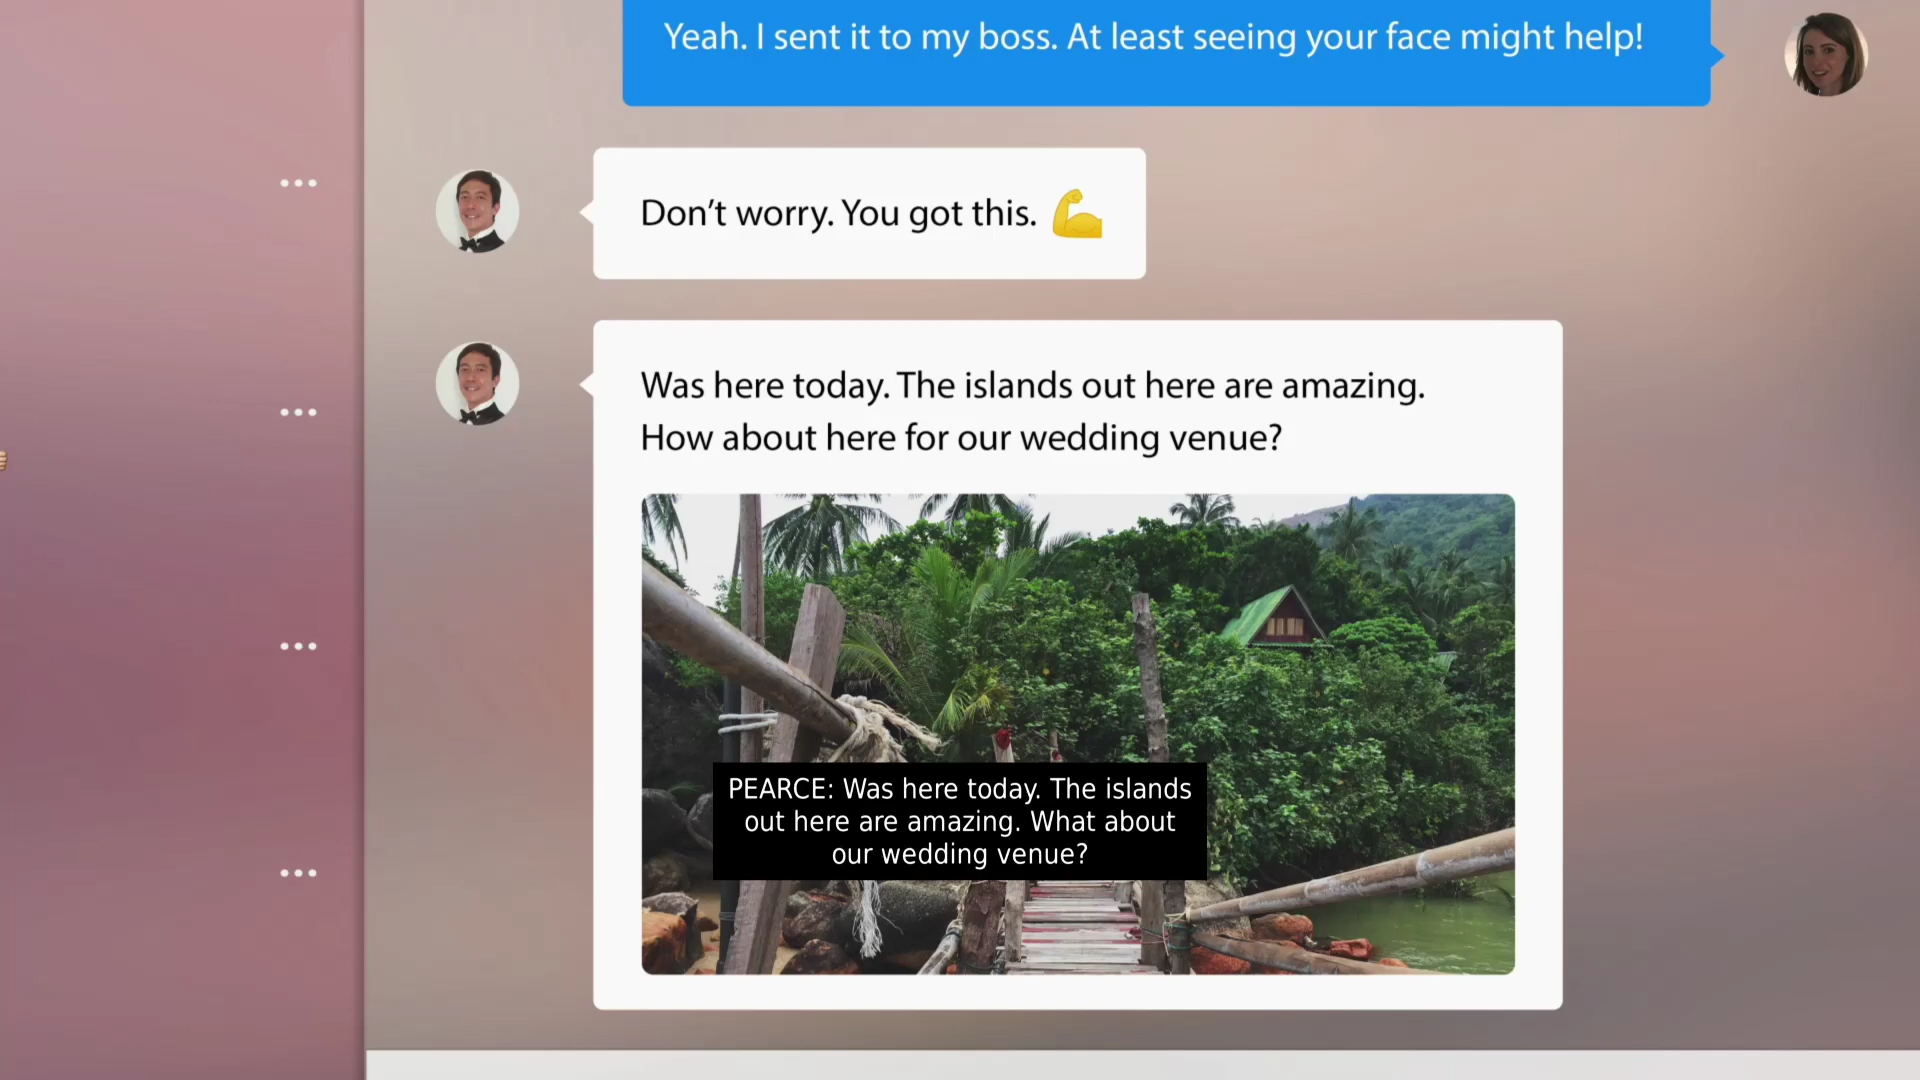 Yeah. I sent it to my boss. At least seeing your face might help!
Don’t worry. You got this. 💪
Was here today. The islands out here are amazing.
How about here for our wedding venue?
PEARCE: Was here today. The islands
out here are amazing. What about
our wedding venue?